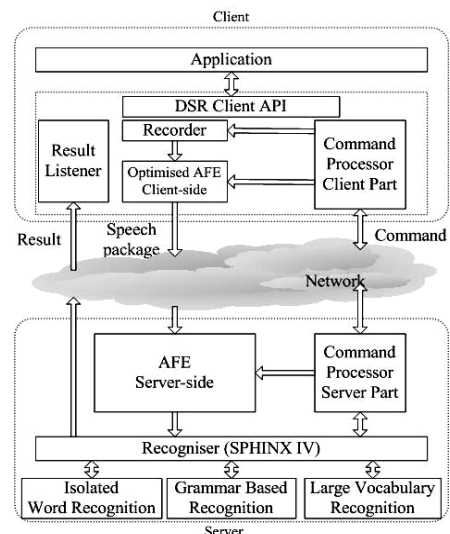 Client
Application
DSR Client API
Recorder
Result
Listener
Optimised AFE
Client-side
Command
Processor
Client Part
Result
Speech
package
Command
Network
AFE
Server-side
Command
Processor
Server Part
Recogniser (SPHINX IV)
Isolated
Word Recognition
Grammar Based
Recognition
Large Vocabulary
Recognition
Server